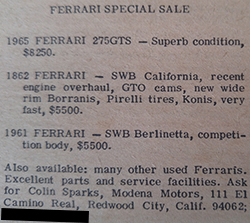 FERRARI SPECIAL SALE
1965 FERRARI 275GTS — Superb condition,
$8250.
1862 FERRARI — SWB California, recent
engine overhaul, GTO cams, new wide
rim Borranis, Pirelli tires, Konis, very
fast, $5500.
1961 FERRARI — SWB Berlinetta, competi-
tion body, $5500.
Also available: many other used Ferraris.
Excellent parts and service facilities. Ask
for Colin Sparks, Modena Motors, 111 El
Camino Real, Redwood City, Calif. 94062;